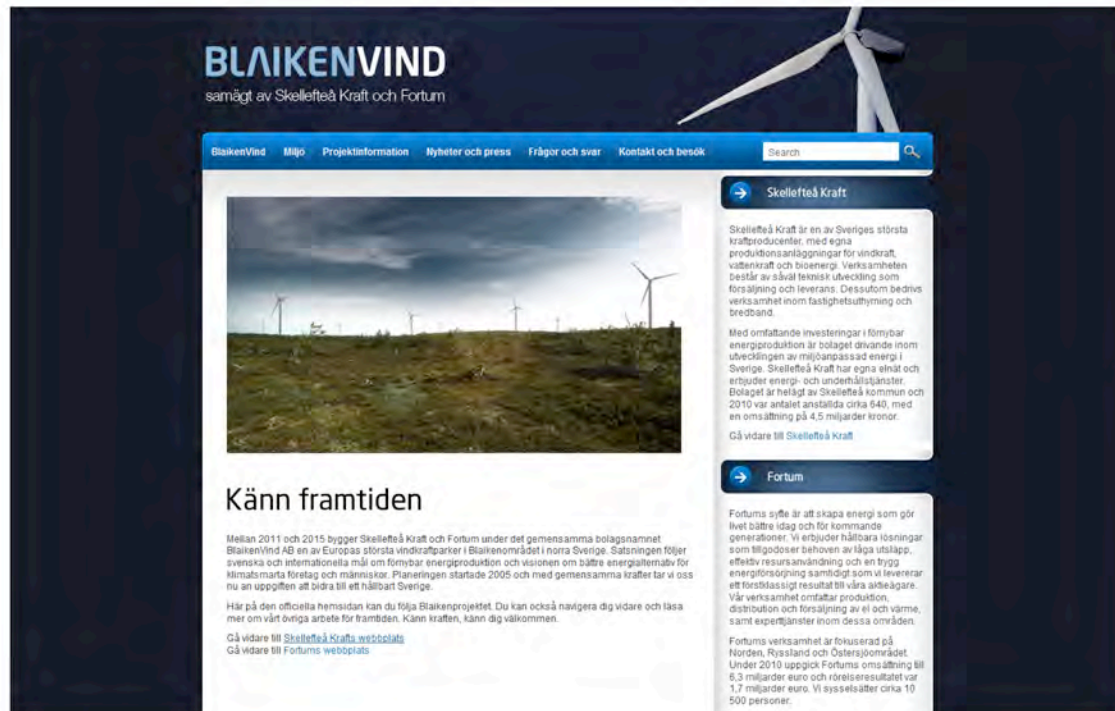 BLAIKENVIND
samägt av Skellefteå Kraft och Fortum
BlaikenVind Miljö Projektinformation Nyheter och press Frågor och svar Kontakt och besök Search
Känn framtiden
Mellan 2011 och 2015 bygger Skellefteå Kraft och Fortum under det gemensamma bolagsnamnet
BlaikenVind AB en av Europas största vindkraftparker i Blaikenområdet i norra Sverige. Satsningen följer
svenska och internationella mål om förnybar energiproduktion och visionen om bättre energialternativ för
klimatsmarta företag och människor. Planeringen startade 2005 och med gemensamma krafter tar vi oss
nu an uppgiften att bidra till ett hållbart Sverige.
Här på den officiella hemsidan kan du följa Blaikenprojektet. Du kan också navigera dig vidare och läsa
mer om vårt övriga arbete för framtiden. Känn kraften, känn dig välkommen.
Gå vidare till Skellefteå Krafts webbplats
Gå vidare till Fortums webbplats
Skellefteå Kraft
Skellefteå Kraft är en av Sveriges största
kraftproducenter, med egna
produktionsanläggningar för vindkraft,
vattenkraft och bioenergi. Verksamheten
består av såväl teknisk utveckling som
försäljning och leverans. Dessutom bedrivs
verksamhet inom fastighetsuthyrning och
bredband.
Med omfattande investeringar i förnybar
energiproduktion är bolaget drivande inom
utvecklingen av miljöanpassad energi i
Sverige. Skellefteå Kraft har egna elnät och
erbjuder energi- och underhållstjänster.
Bolaget är helägt av Skellefteå kommun och
2010 var antalet anställda cirka 640, med
en omsättning på 4,5 miljarder kronor.
Gå vidare till Skellefteå Kraft
Fortum
Fortums syfte är att skapa energi som gör
livet bättre idag och för kommande
generationer. Vi erbjuder hållbara lösningar
som tillgodoser behoven av låga utsläpp,
effektiv resursanvändning och en trygg
energiförsörjning samtidigt som vi levererar
ett förstklassigt resultat till våra aktieägare.
Vår verksamhet omfattar produktion,
distribution och försäljning av el och värme,
samt experttjänster inom dessa områden.
Fortums verksamhet är fokuserad på
Norden, Ryssland och Östersjöområdet.
Under 2010 uppgick Fortums omsättning till
6,3 miljarder euro och rörelseresultatet var
1,7 miljarder euro. Vi sysselsätter cirka 10
500 personer.